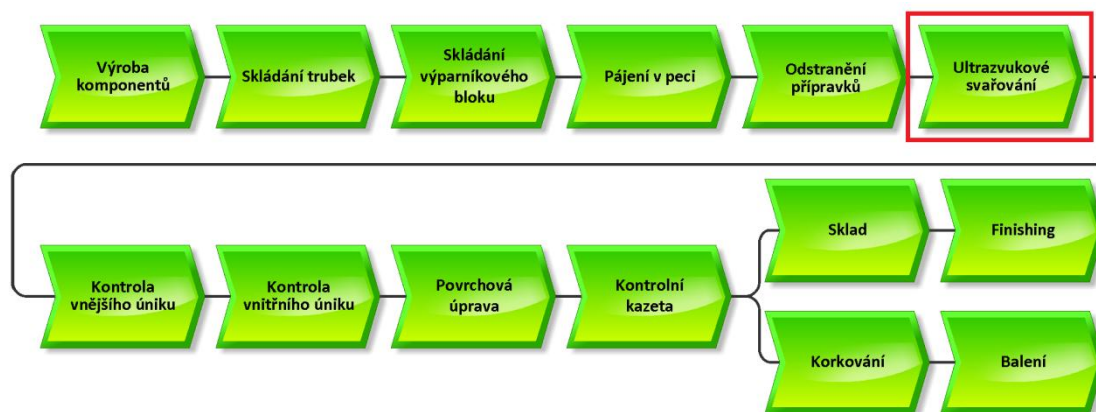 Výroba
komponentů
Skládání trubek
Skládání
výparníkového
bloku
Pájení v peci
Odstranění
přípravků
Ultrazvukové
svařování
Kontrola
vnějšího úniku
Kontrola
vnitřního úniku
Povrchová
úprava
Kontrolní
kazeta
Sklad
Finishing
Korkování
Balení